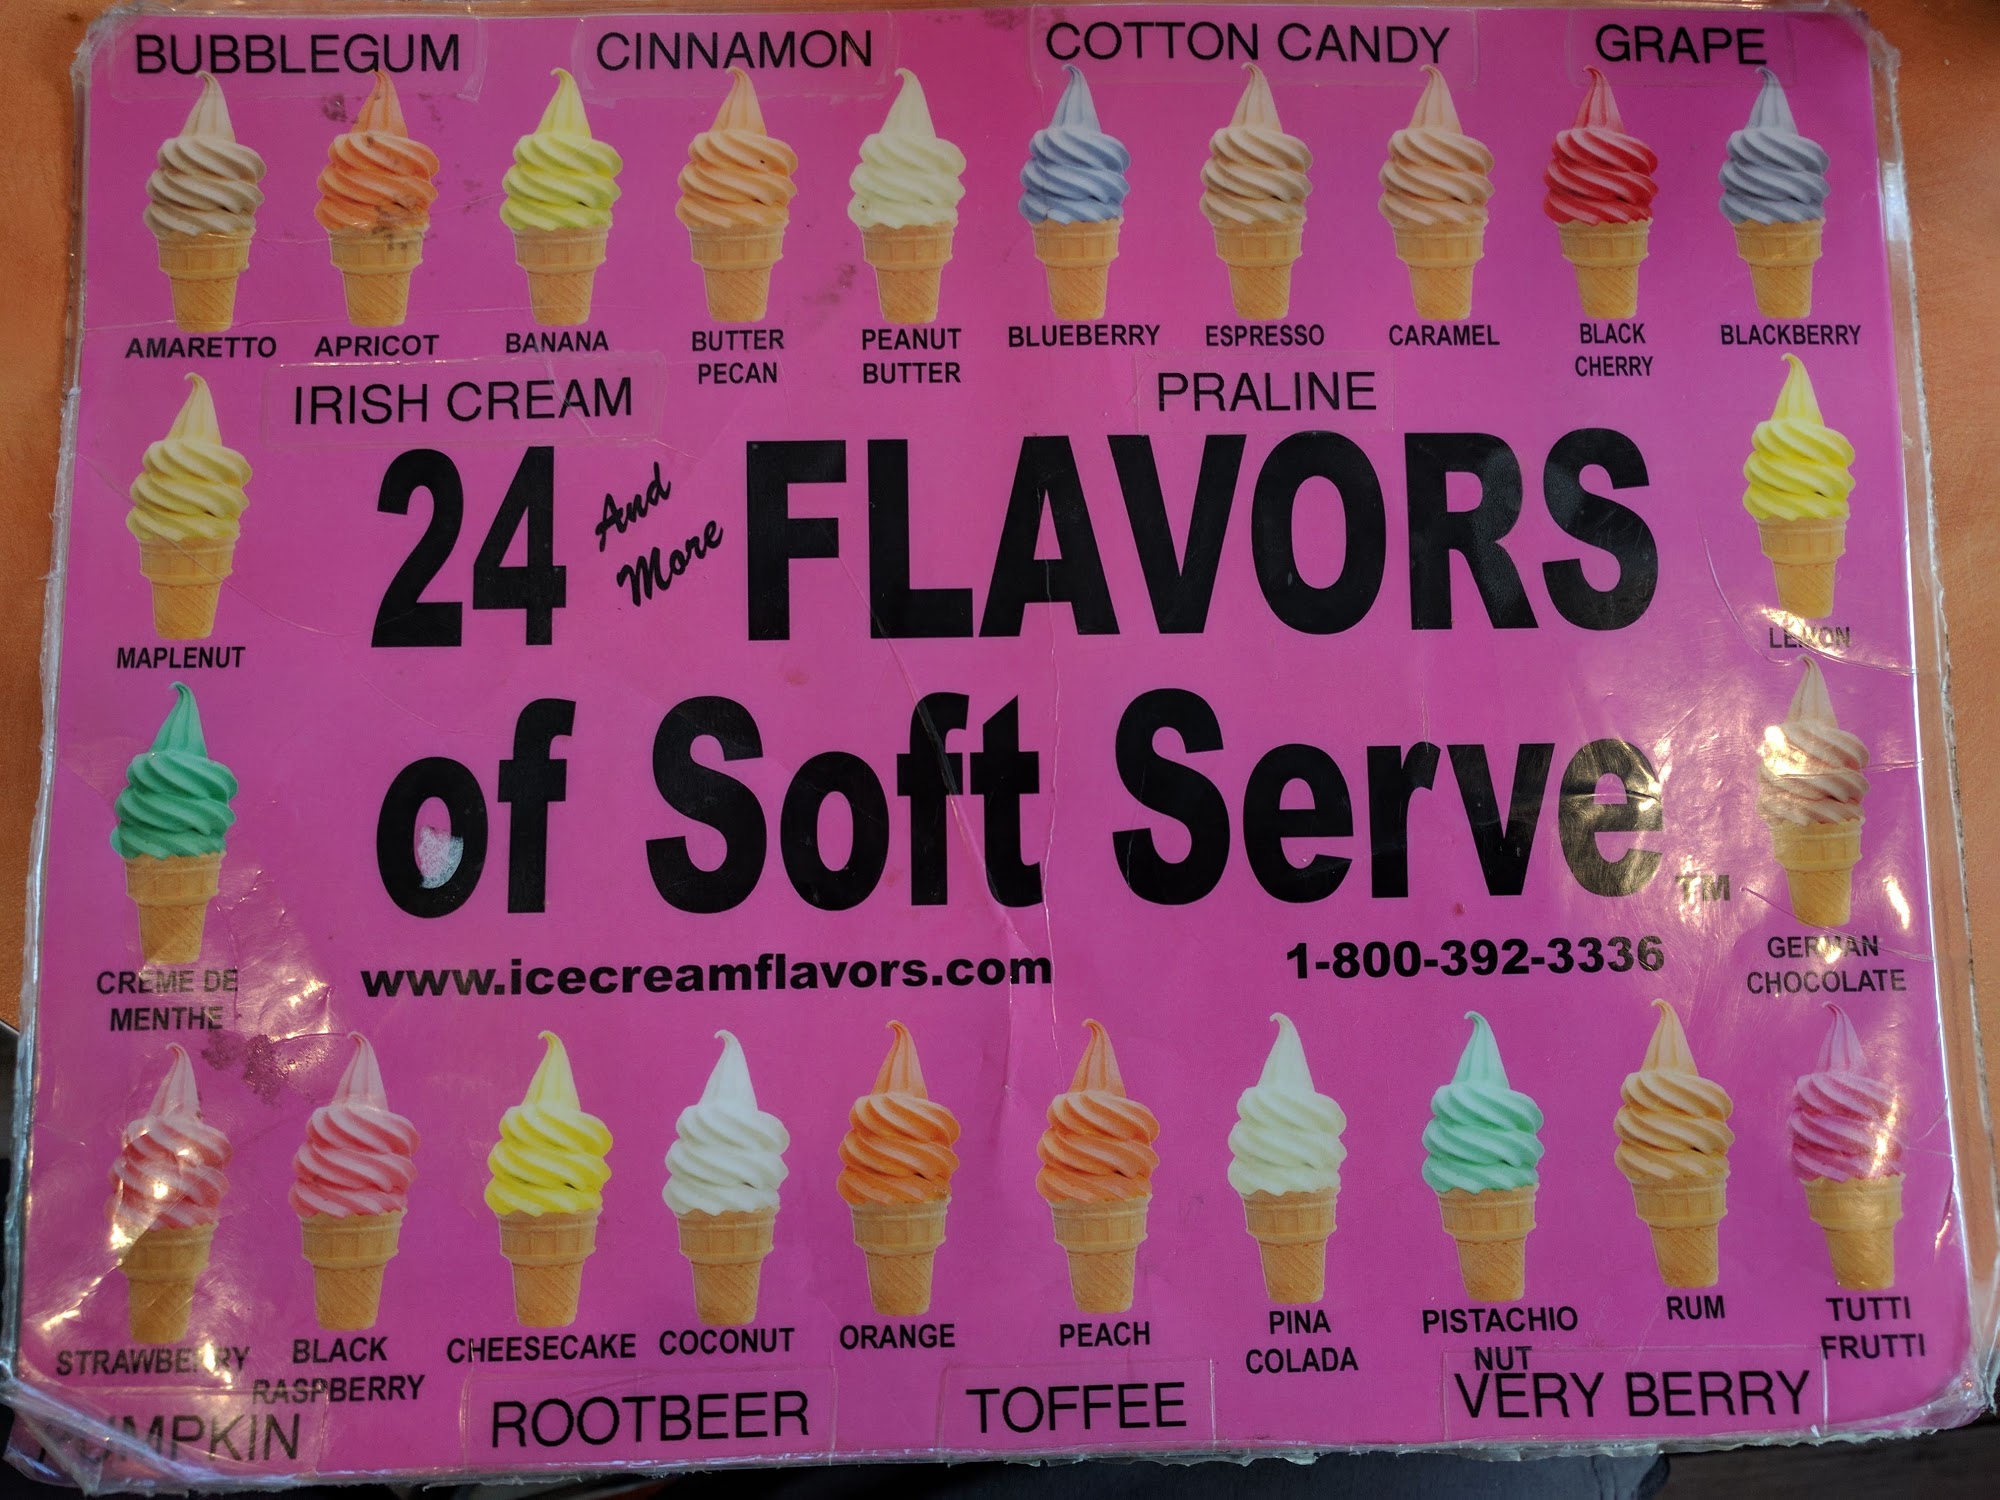 BUBBLEGUM CINNAMON COTTON CANDY GRAPE
AMARETTO APRICOT BANANA BUTTER PECAN PEANUT BUTTER BLUEBERRY ESPRESSO CARAMEL BLACK CHERRY BLACKBERRY
IRISH CREAM PRALINE
24 And More FLAVORS
MAPLENUT
LEMON
of Soft Serve TM
www.icecreamflavors.com 1-800-392-3336
CREME DE
MENTHE
GERMAN
CHOCOLATE
STRAWBERRY BLACK RASPBERRY CHEESECAKE COCONUT ORANGE PEACH PINA COLADA PISTACHIO NUT RUM TUTTI FRUTTI
PUMPKIN ROOTBEER TOFFEE VERY BERRY